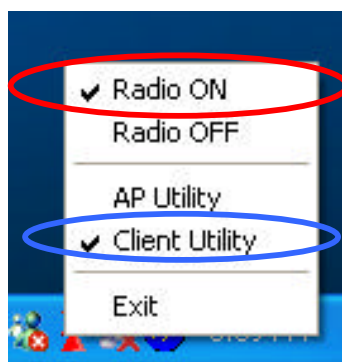 Radio ON
Radio OFF
AP Utility
Client Utility
Exit